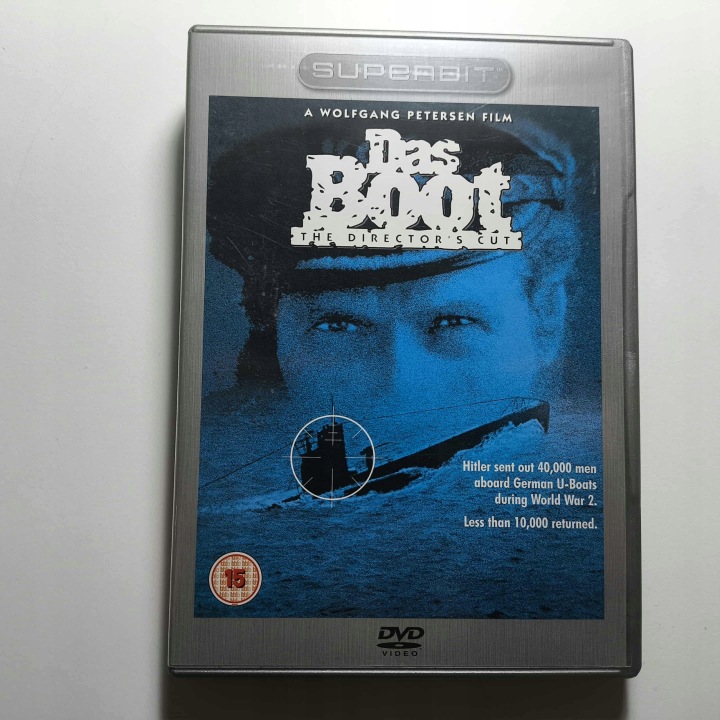 SUPERBIT
A WOLFGANG PETERSEN FILM
Das
Boot
THE DIRECTOR'S CUT
Hitler sent out 40,000 men
aboard German U-Boats
during World War 2.
Less than 10,000 returned.
15
DVD
VIDEO